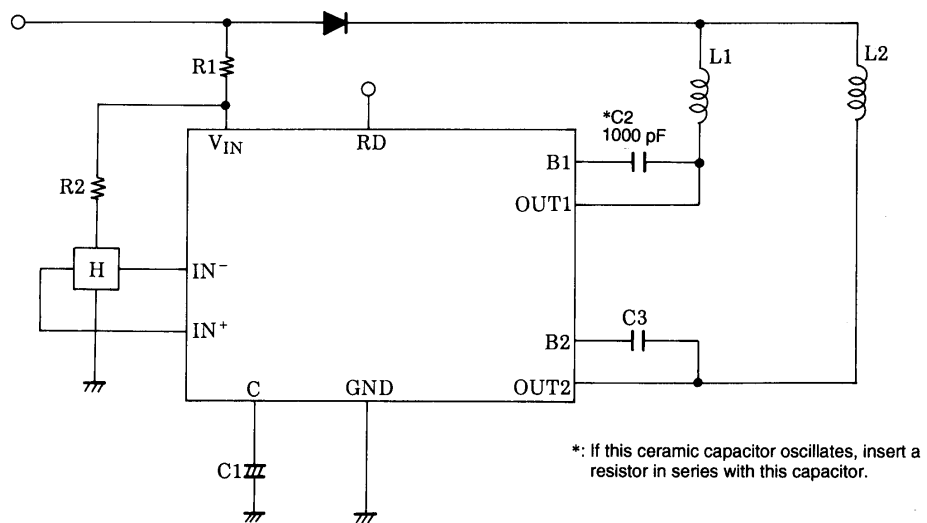 R1
L1
L2
*C2
1000 pF
V_IN
RD
B1
R2
OUT1
H
IN⁻
IN⁺
C3
B2
C
GND
OUT2
C1
*: If this ceramic capacitor oscillates, insert a
resistor in series with this capacitor.